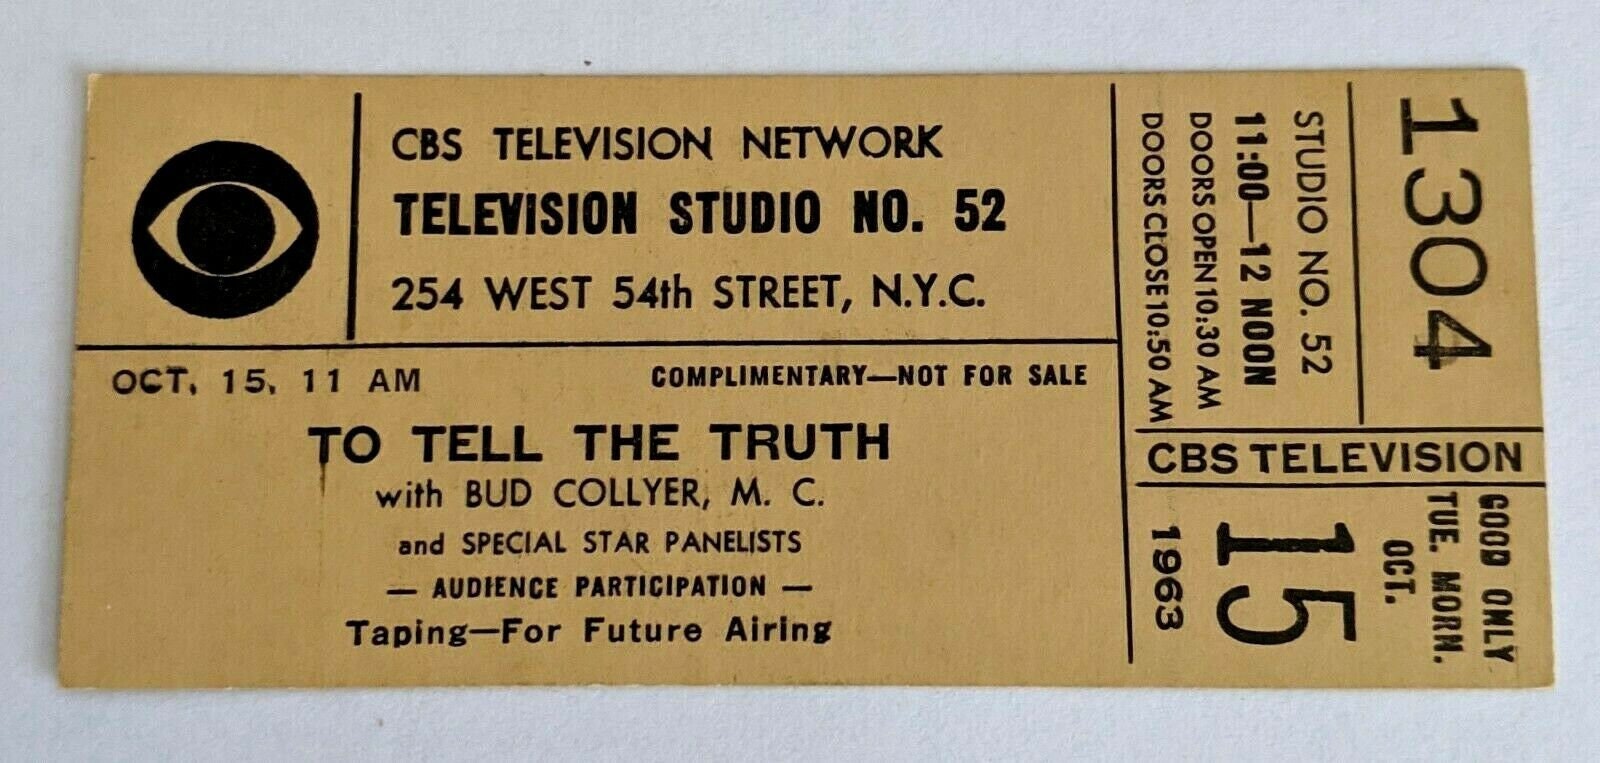 CBS TELEVISION NETWORK
TELEVISION STUDIO NO. 52
254 WEST 54th STREET, N.Y.C.
OCT. 15, 11 AM
COMPLIMENTARY—NOT FOR SALE
TO TELL THE TRUTH
with BUD COLLYER, M. C.
and SPECIAL STAR PANELISTS
— AUDIENCE PARTICIPATION —
Taping—For Future Airing
1304
STUDIO NO. 52
11:00—12 NOON
DOORS OPEN 10:30 AM
DOORS CLOSE 10:50 AM
CBS TELEVISION
GOOD ONLY
TUE. MORN.
OCT.
15
1963